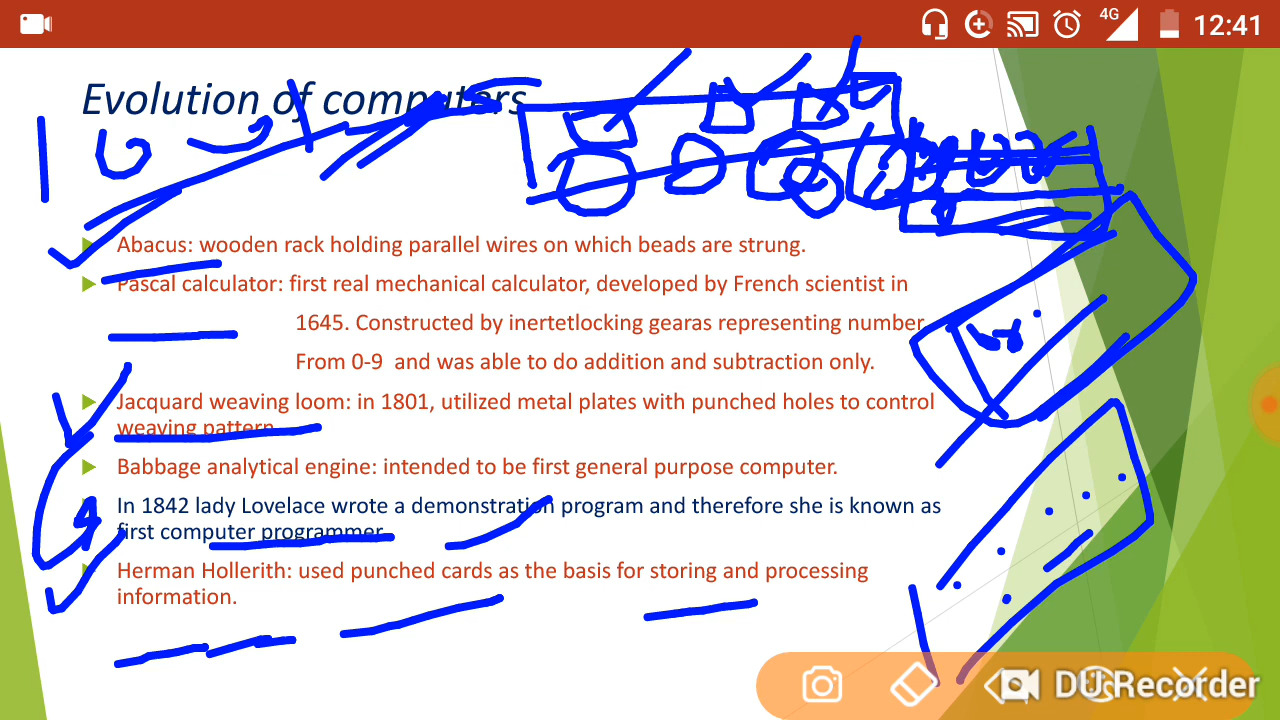 4G 12:41
Evolution of computers
Abacus: wooden rack holding parallel wires on which beads are strung.
Pascal calculator: first real mechanical calculator, developed by French scientist in
1645. Constructed by inertetlocking gearas representing number
From 0-9 and was able to do addition and subtraction only.
Jacquard weaving loom: in 1801, utilized metal plates with punched holes to control
weaving pattern
Babbage analytical engine: intended to be first general purpose computer.
In 1842 lady Lovelace wrote a demonstration program and therefore she is known as
first computer programmer
Herman Hollerith: used punched cards as the basis for storing and processing
information.
DU Recorder